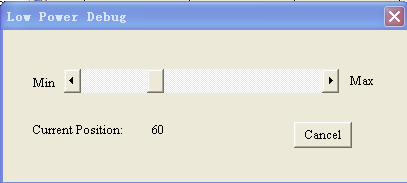 Low Power Debug
Min Max
Current Position: 60
Cancel